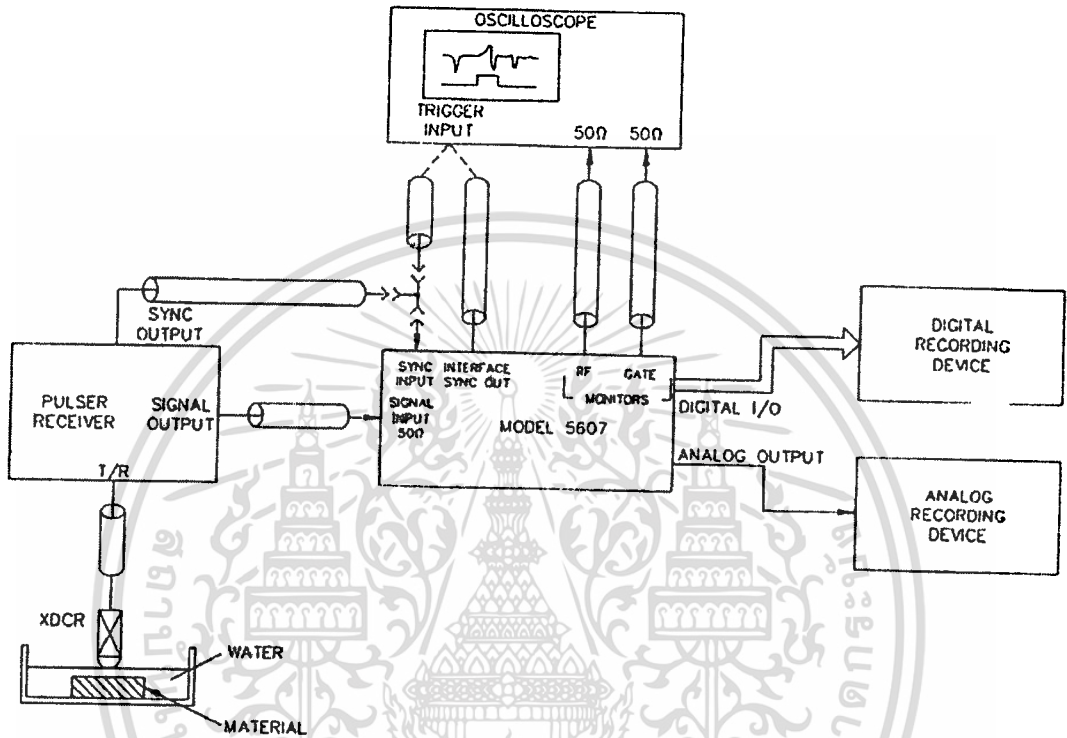 OSCILLOSCOPE
TRIGGER
INPUT
50Ω
50Ω
SYNC
OUTPUT
PULSER
RECEIVER
SIGNAL
OUTPUT
T/R
SYNC
INPUT
INTERFACE
SYNC OUT
RF
GATE
MONITORS
SIGNAL
INPUT
50Ω
MODEL 5607
DIGITAL I/O
ANALOG OUTPUT
DIGITAL
RECORDING
DEVICE
ANALOG
RECORDING
DEVICE
XDCR
WATER
MATERIAL